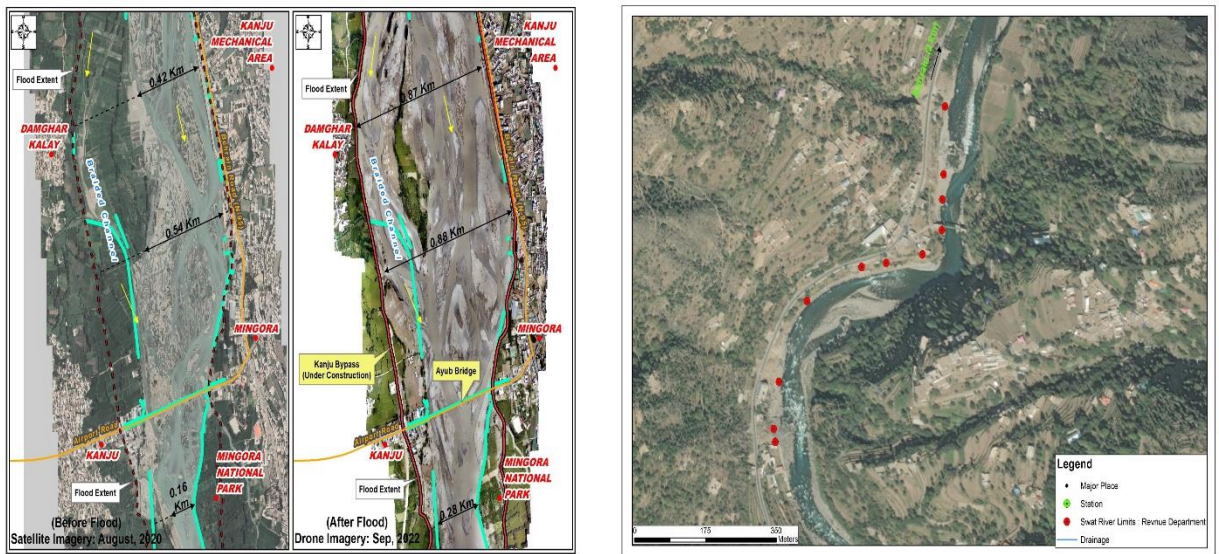 KANJU
MECHANICAL
AREA
Flood Extent
0.42 Km
DAMGHAR
KALAY
Braided Channel
0.54 Km
MINGORA
Airport Road
KANJU
MINGORA
NATIONAL
PARK
Flood Extent
0.16
Km
(Before Flood)
Satellite Imagery: August, 2020
KANJU
MECHANICAL
AREA
Flood Extent
0.87 Km
DAMGHAR
KALAY
Braided Channel
0.88 Km
MINGORA
Kanju Bypass
(Under Construction)
Ayub Bridge
Airport Road
KANJU
MINGORA
NATIONAL
PARK
Flood Extent
0.28 Km
(After Flood)
Drone Imagery: Sep, 2022
0
175
350
Meters
Legend
Major Place
Station
Swat River Limits : Revnue Department
Drainage